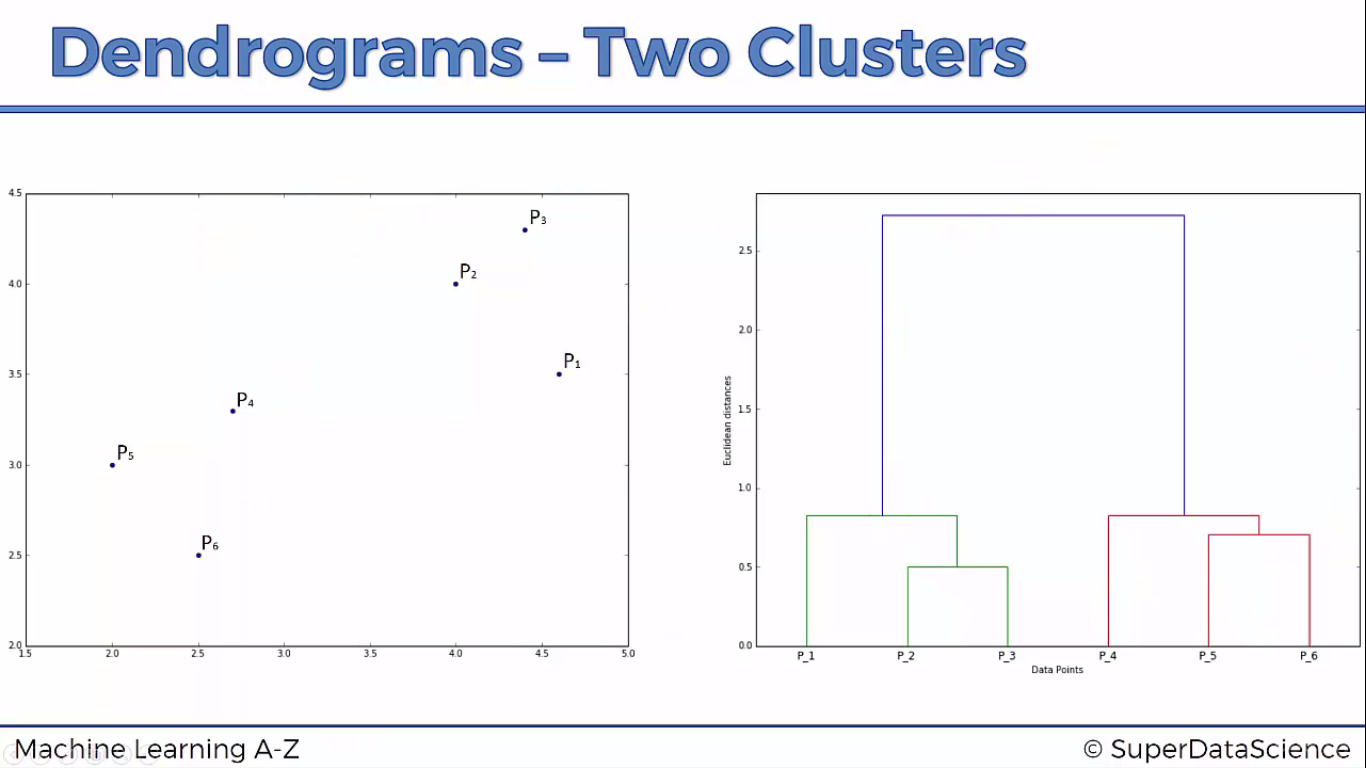 Dendrograms – Two Clusters
4.5
4.0
3.5
3.0
2.5
2.0
1.5 2.0 2.5 3.0 3.5 4.0 4.5 5.0
P₃
P₂
P₁
P₄
P₅
P₆
2.5
2.0
1.5
1.0
0.5
0.0
Euclidean distances
P_1 P_2 P_3 P_4 P_5 P_6
Data Points
Machine Learning A-Z
© SuperDataScience